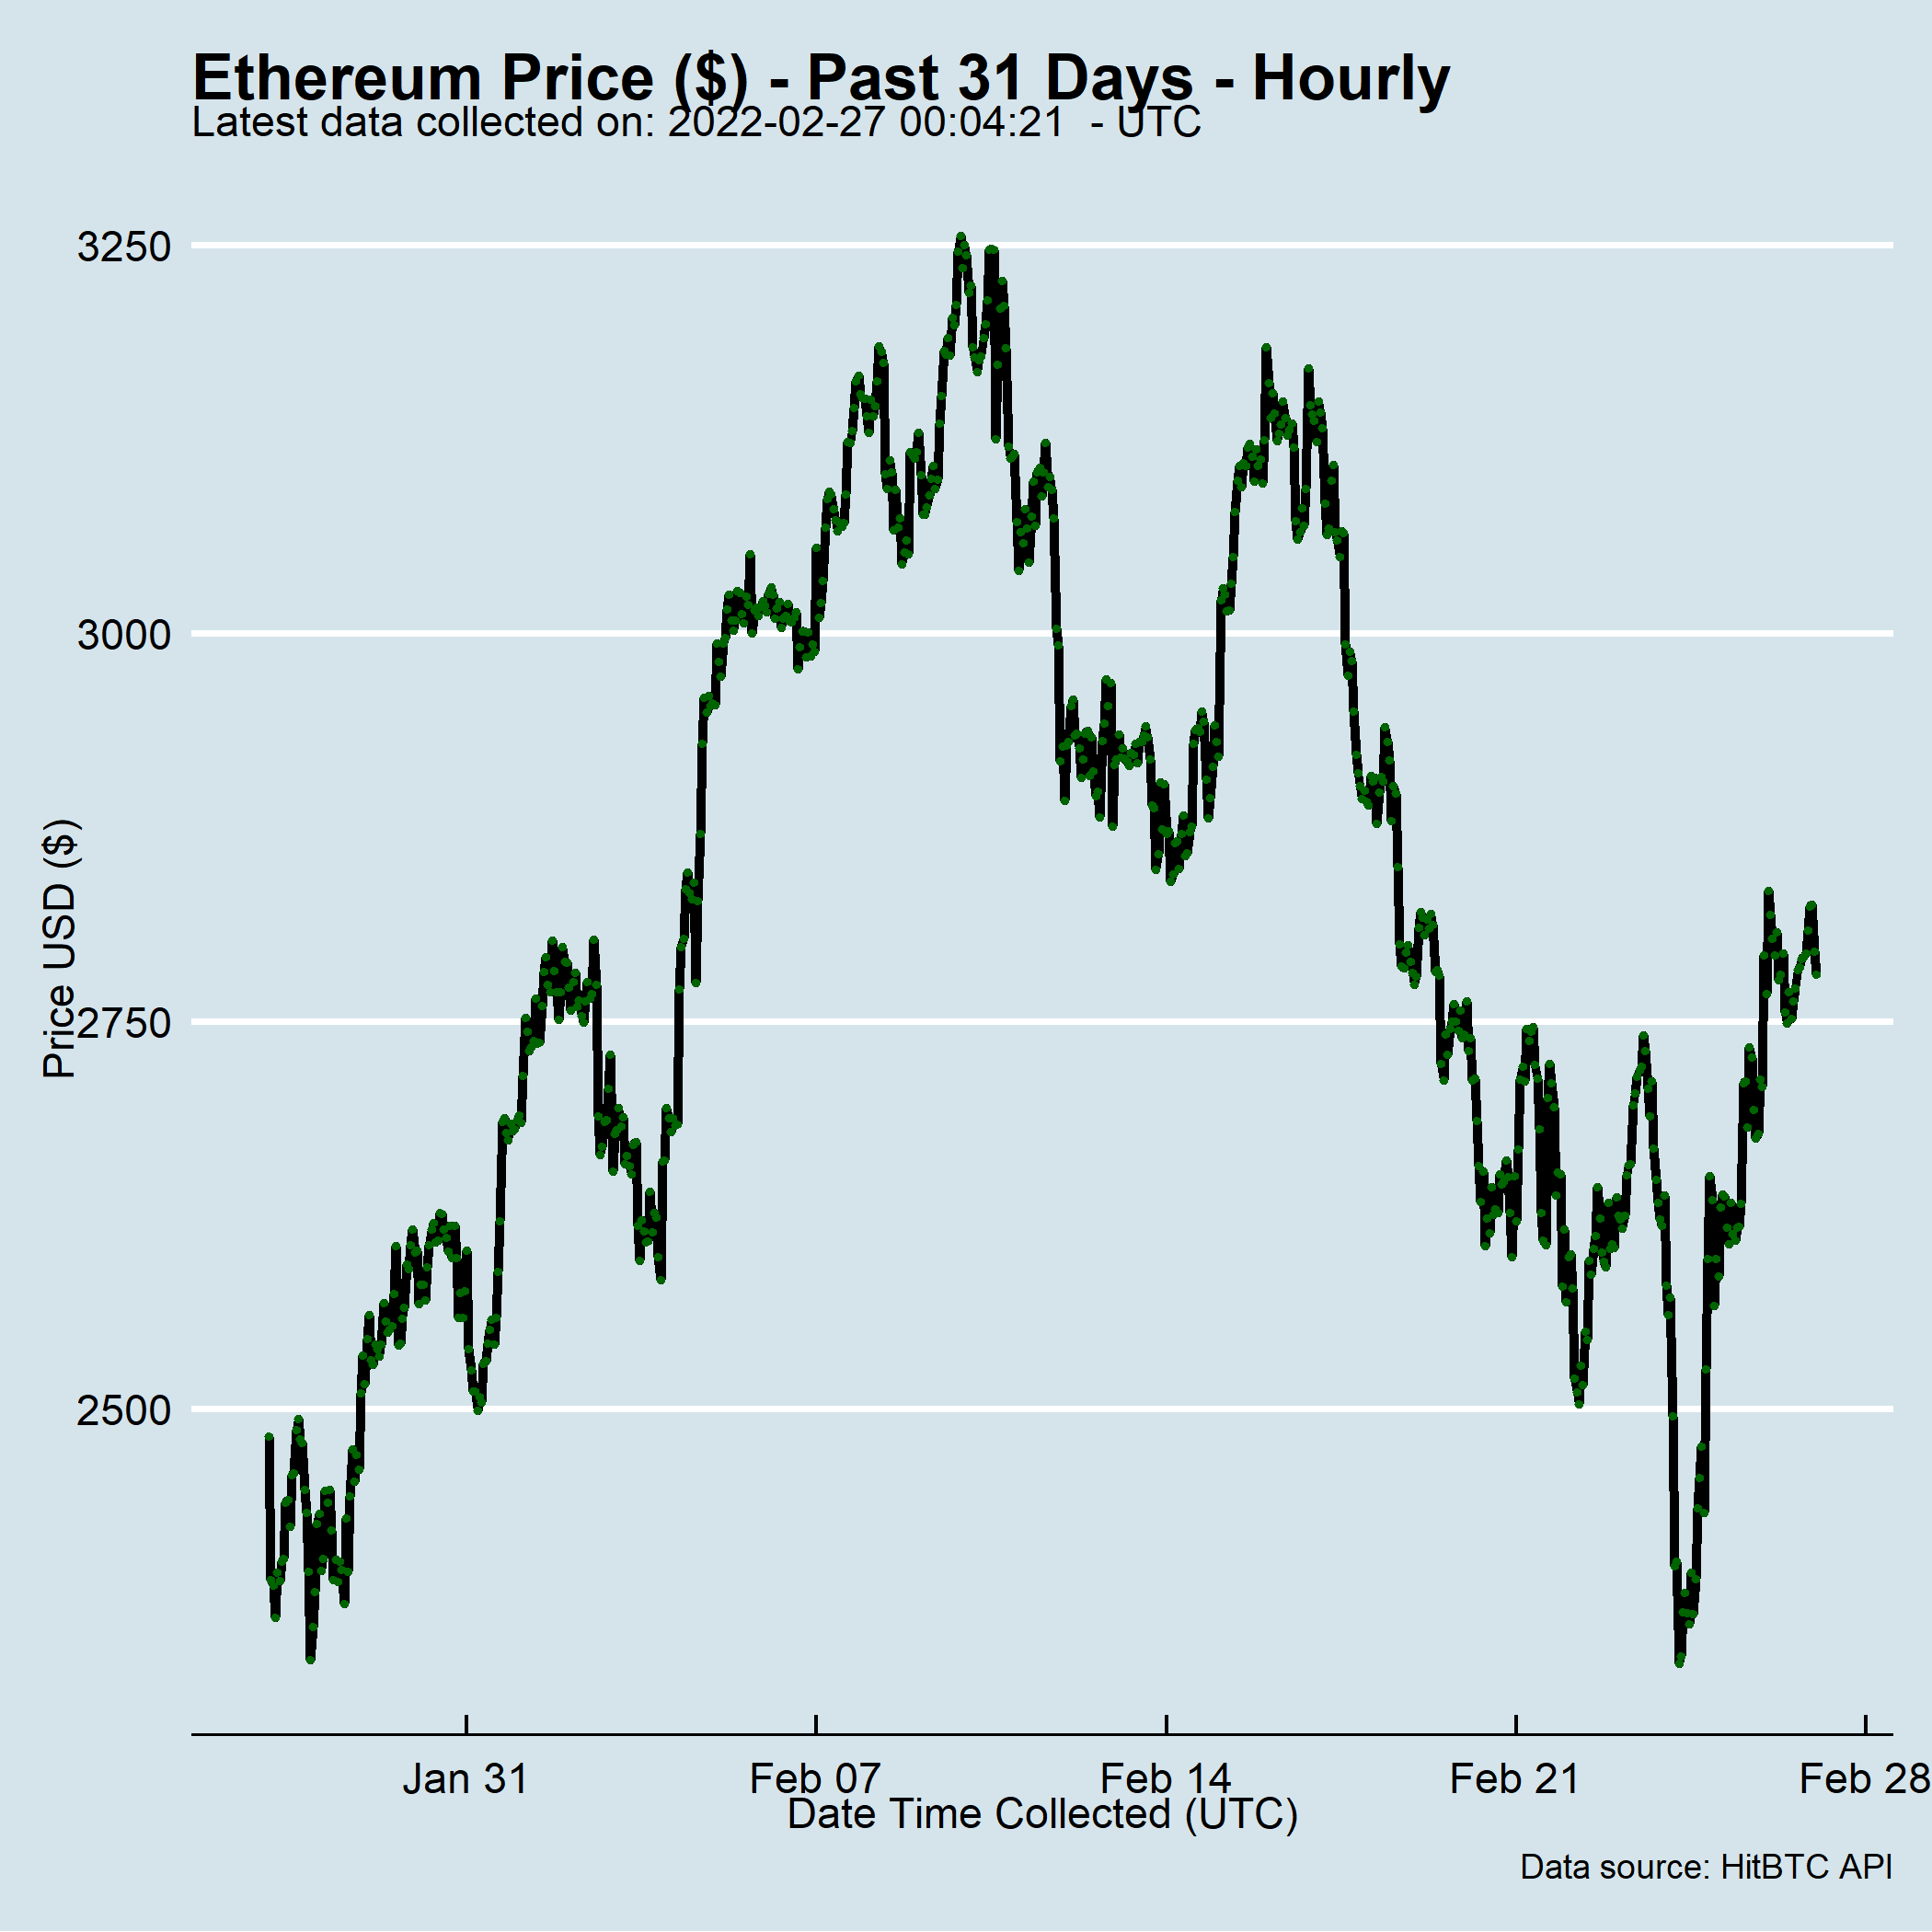 Ethereum Price ($) - Past 31 Days - Hourly
Latest data collected on: 2022-02-27 00:04:21  - UTC
3250
3000
2750
2500
Price USD ($)
Jan 31
Feb 07
Feb 14
Feb 21
Feb 28
Date Time Collected (UTC)
Data source: HitBTC API